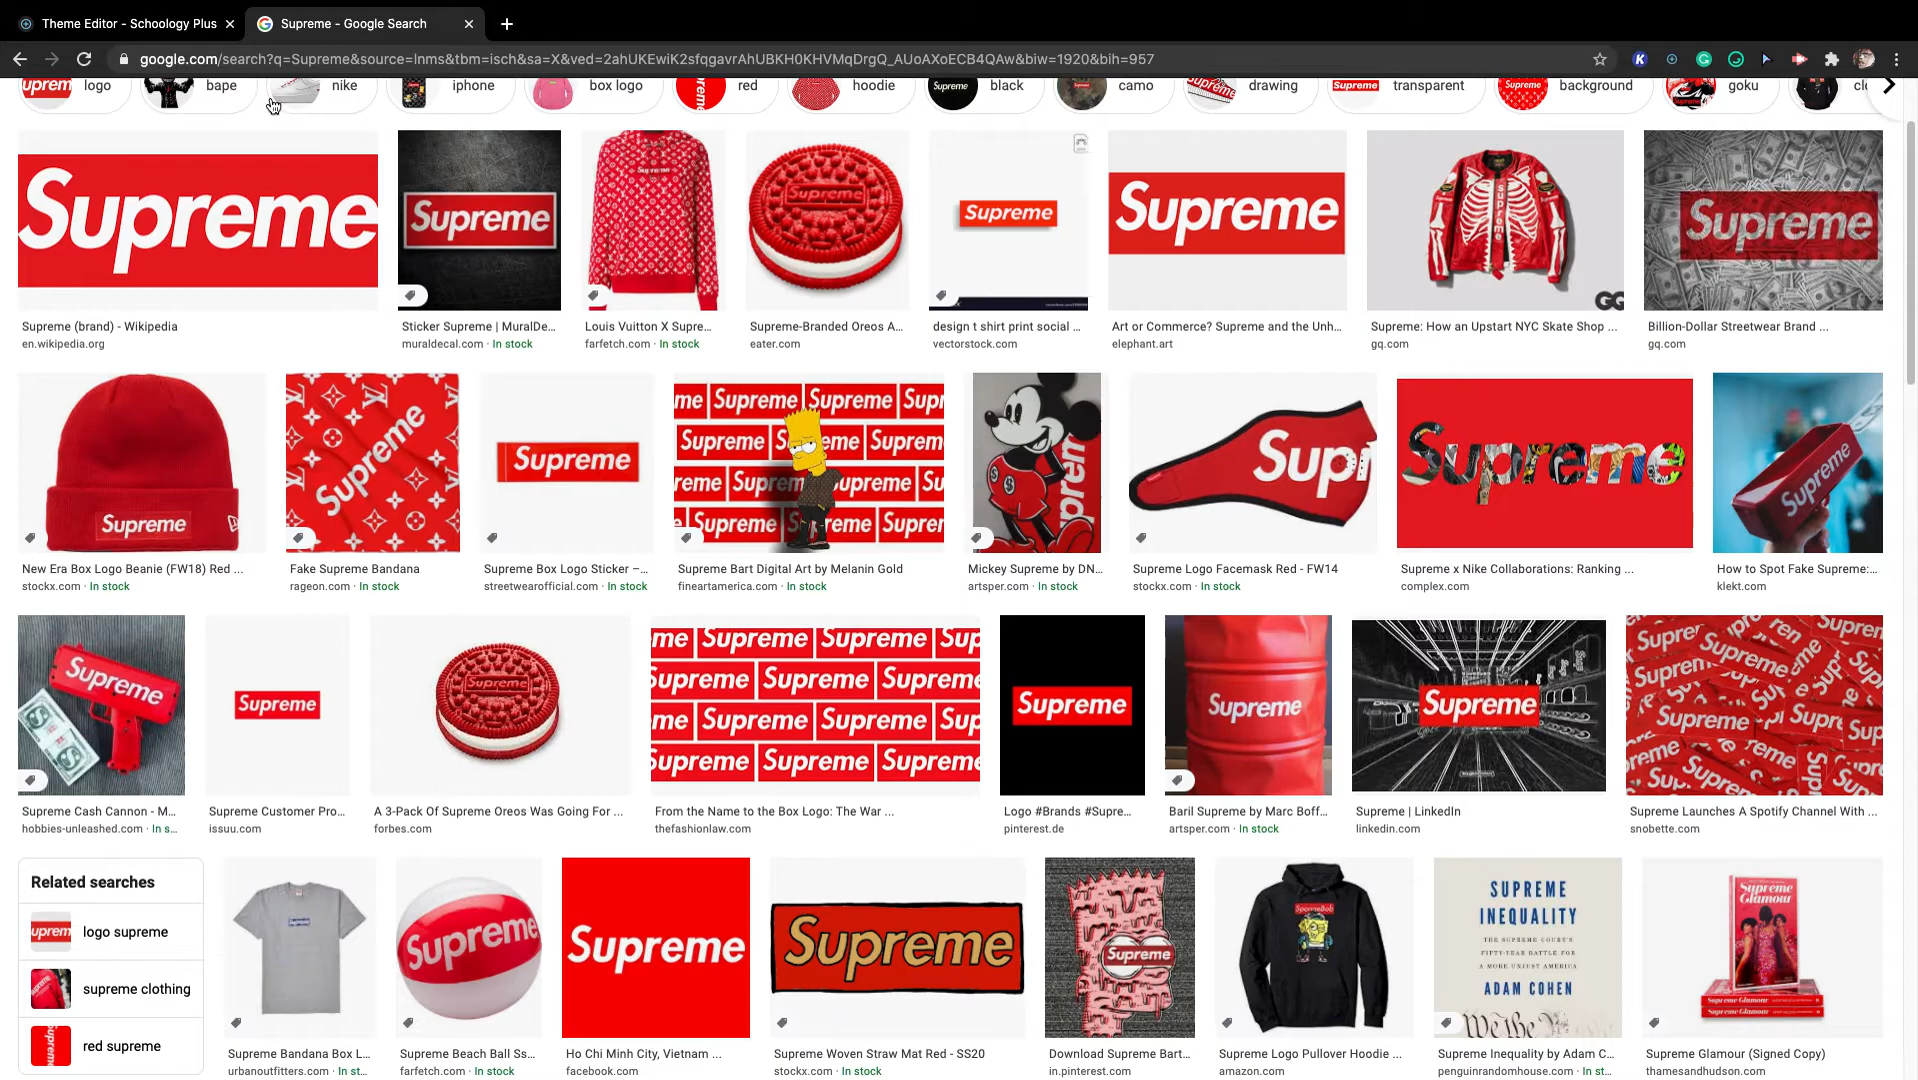 Theme Editor - Schoology Plus
Supreme - Google Search
google.com/search?q=Supreme&source=lnms&tbm=isch&sa=X&ved=2ahUKEwiK2sfqgavrAhUBKH0KHVMqDrgQ_AUoAXoECB4QAw&biw=1920&bih=957
logo
bape
nike
iphone
box logo
red
hoodie
black
camo
drawing
transparent
background
goku
Supreme
Supreme
Supreme
Supreme
Supreme
Supreme
Supreme
GQ
Supreme
Supreme (brand) - Wikipedia
en.wikipedia.org
Sticker Supreme | MuralDe...
muraldecal.com · In stock
Louis Vuitton X Supre...
farfetch.com · In stock
Supreme-Branded Oreos A...
eater.com
design t shirt print social ...
vectorstock.com
Art or Commerce? Supreme and the Unh...
elephant.art
Supreme: How an Upstart NYC Skate Shop ...
gq.com
Billion-Dollar Streetwear Brand ...
gq.com
Supreme
Supreme
Supreme
me Supreme Supreme Sup
Supreme S Suprem
reme Supreme Su
Supreme reme Suprer
Suprem
Supr
Supreme
Supreme
New Era Box Logo Beanie (FW18) Red ...
stockx.com · In stock
Fake Supreme Bandana
rageon.com · In stock
Supreme Box Logo Sticker –...
streetwearofficial.com · In stock
Supreme Bart Digital Art by Melanin Gold
fineartamerica.com · In stock
Mickey Supreme by DN...
artsper.com · In stock
Supreme Logo Facemask Red - FW14
stockx.com · In stock
Supreme x Nike Collaborations: Ranking ...
complex.com
How to Spot Fake Supreme:...
klekt.com
Supreme
Supreme
Supreme
me Supreme Supreme Sup
Supreme Supreme Supreme
me Supreme Supreme Sup
Supreme Supreme Supreme
Supreme
Supreme
Supreme
Supreme
Supreme Cash Cannon - M...
hobbies-unleashed.com · In s...
Supreme Customer Pro...
issuu.com
A 3-Pack Of Supreme Oreos Was Going For ...
forbes.com
From the Name to the Box Logo: The War ...
thefashionlaw.com
Logo #Brands #Supre...
pinterest.de
Baril Supreme by Marc Boff...
artsper.com · In stock
Supreme | LinkedIn
linkedin.com
Supreme Launches A Spotify Channel With ...
snobette.com
Related searches
logo supreme
supreme clothing
red supreme
Supreme
Supreme
Supreme
Supreme
SpongeBob
SUPREME
INEQUALITY
THE SUPREME COURT'S
FIFTY-YEAR BATTLE FOR
A MORE UNJUST AMERICA
ADAM COHEN
We the
Supreme
Glamour
Supreme Glamour
Supreme Glamour
Supreme Bandana Box L...
urbanoutfitters.com · In st...
Supreme Beach Ball Ss...
farfetch.com · In stock
Ho Chi Minh City, Vietnam ...
facebook.com
Supreme Woven Straw Mat Red - SS20
stockx.com · In stock
Download Supreme Bart...
in.pinterest.com
Supreme Logo Pullover Hoodie ...
amazon.com
Supreme Inequality by Adam C...
penguinrandomhouse.com · In st...
Supreme Glamour (Signed Copy)
thamesandhudson.com